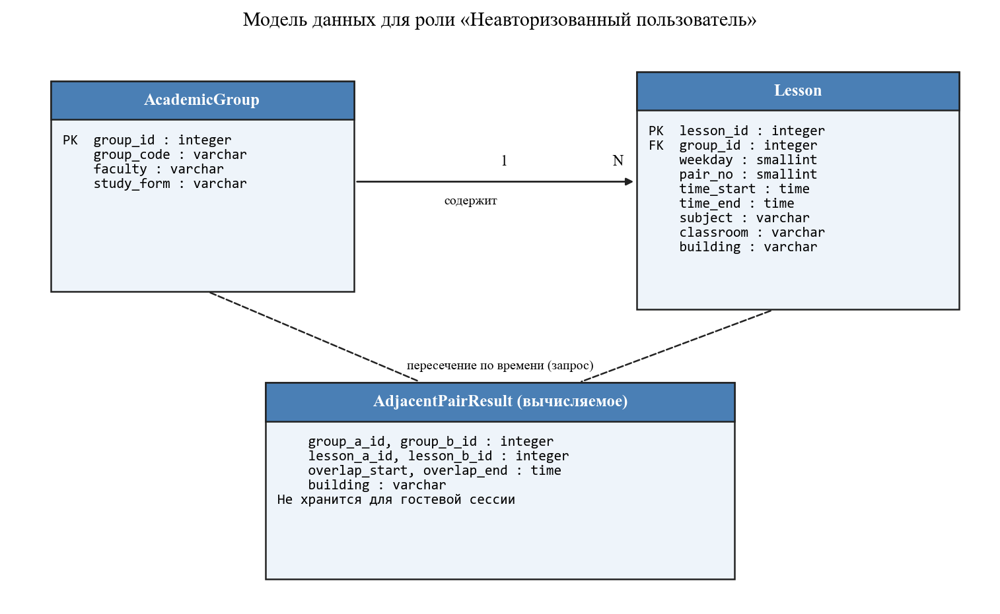 Модель данных для роли «Неавторизованный пользователь»
AcademicGroup
PK  group_id : integer
group_code : varchar
faculty : varchar
study_form : varchar
1
N
содержит
Lesson
PK  lesson_id : integer
FK  group_id : integer
weekday : smallint
pair_no : smallint
time_start : time
time_end : time
subject : varchar
classroom : varchar
building : varchar
пересечение по времени (запрос)
AdjacentPairResult (вычисляемое)
group_a_id, group_b_id : integer
lesson_a_id, lesson_b_id : integer
overlap_start, overlap_end : time
building : varchar
Не хранится для гостевой сессии